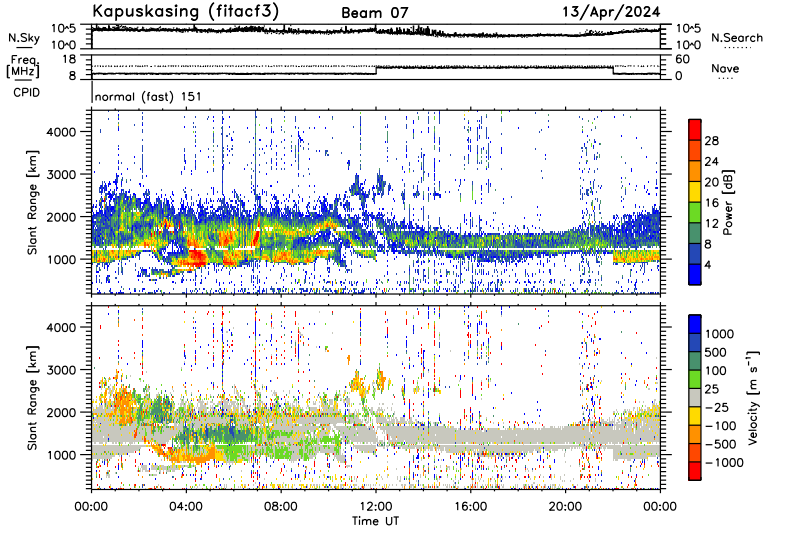 Kapuskasing (fitacf3) Beam 07 13/Apr/2024
N.Sky 10^5 10^0 10^5 10^0 N.Search
Freq. [MHz] 18 8 60 0 Nave
CPID normal (fast) 151
Slant Range [km] 4000 3000 2000 1000
Power [dB] 28 24 20 16 12 8 4
Slant Range [km] 4000 3000 2000 1000
Velocity [m s⁻¹] 1000 500 100 25 −25 −100 −500 −1000
00:00 04:00 08:00 12:00 16:00 20:00 00:00
Time UT